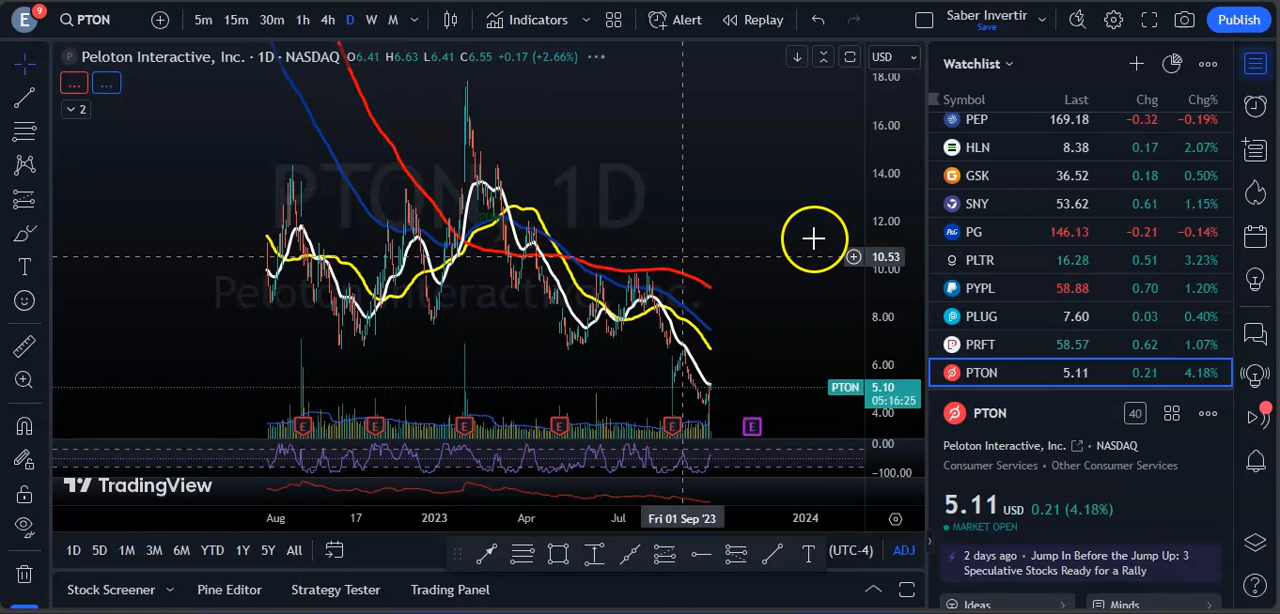 E 9 PTON 5m 15m 30m 1h 4h D W M Indicators Alert Replay Saber Invertir Save Publish
Peloton Interactive, Inc. · 1D · NASDAQ O6.41 H6.63 L6.41 C6.55 +0.17 (+2.66%) USD
... ...
2
PTON, 1D
Peloton Interactive, Inc.
18.00
16.00
14.00
12.00
10.53
10.00
8.00
6.00
PTON 5.10
05:16:25
4.00
E E E E E E
0.00
−100.00
TradingView
Aug 17 2023 Apr Jul Fri 01 Sep '23 2024
1D 5D 1M 3M 6M YTD 1Y 5Y All (UTC-4) ADJ
Stock Screener Pine Editor Strategy Tester Trading Panel
Watchlist
Symbol Last Chg Chg%
PEP 169.18 −0.32 −0.19%
HLN 8.38 0.17 2.07%
GSK 36.52 0.18 0.50%
SNY 53.62 0.61 1.15%
PG 146.13 −0.21 −0.14%
PLTR 16.28 0.51 3.23%
PYPL 58.88 0.70 1.20%
PLUG 7.60 0.03 0.40%
PRFT 58.57 0.62 1.07%
PTON 5.11 0.21 4.18%
PTON 40
Peloton Interactive, Inc. • NASDAQ
Consumer Services • Other Consumer Services
5.11 USD 0.21 (4.18%)
MARKET OPEN
2 days ago • Jump In Before the Jump Up: 3
Speculative Stocks Ready for a Rally
Ideas Minds